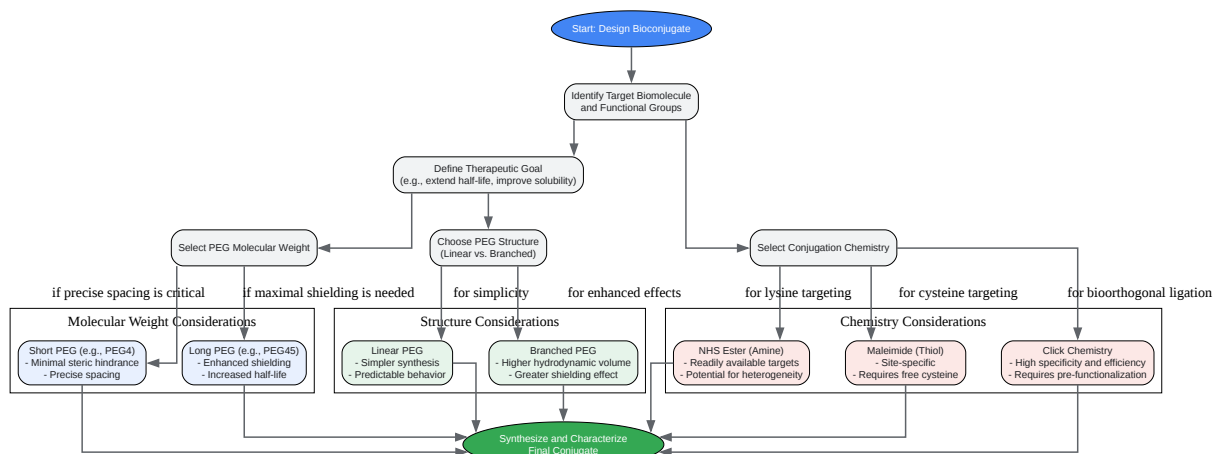 Start: Design Bioconjugate
Identify Target Biomolecule
and Functional Groups
Define Therapeutic Goal
(e.g., extend half-life, improve solubility)
Select PEG Molecular Weight
Choose PEG Structure
(Linear vs. Branched)
Select Conjugation Chemistry
if precise spacing is critical
if maximal shielding is needed
for simplicity
for enhanced effects
for lysine targeting
for cysteine targeting
for bioorthogonal ligation
Molecular Weight Considerations
Short PEG (e.g., PEG4)
- Minimal steric hindrance
- Precise spacing
Long PEG (e.g., PEG45)
- Enhanced shielding
- Increased half-life
Structure Considerations
Linear PEG
- Simpler synthesis
- Predictable behavior
Branched PEG
- Higher hydrodynamic volume
- Greater shielding effect
Chemistry Considerations
NHS Ester (Amine)
- Readily available targets
- Potential for heterogeneity
Maleimide (Thiol)
- Site-specific
- Requires free cysteine
Click Chemistry
- High specificity and efficiency
- Requires pre-functionalization
Synthesize and Characterize
Final Conjugate